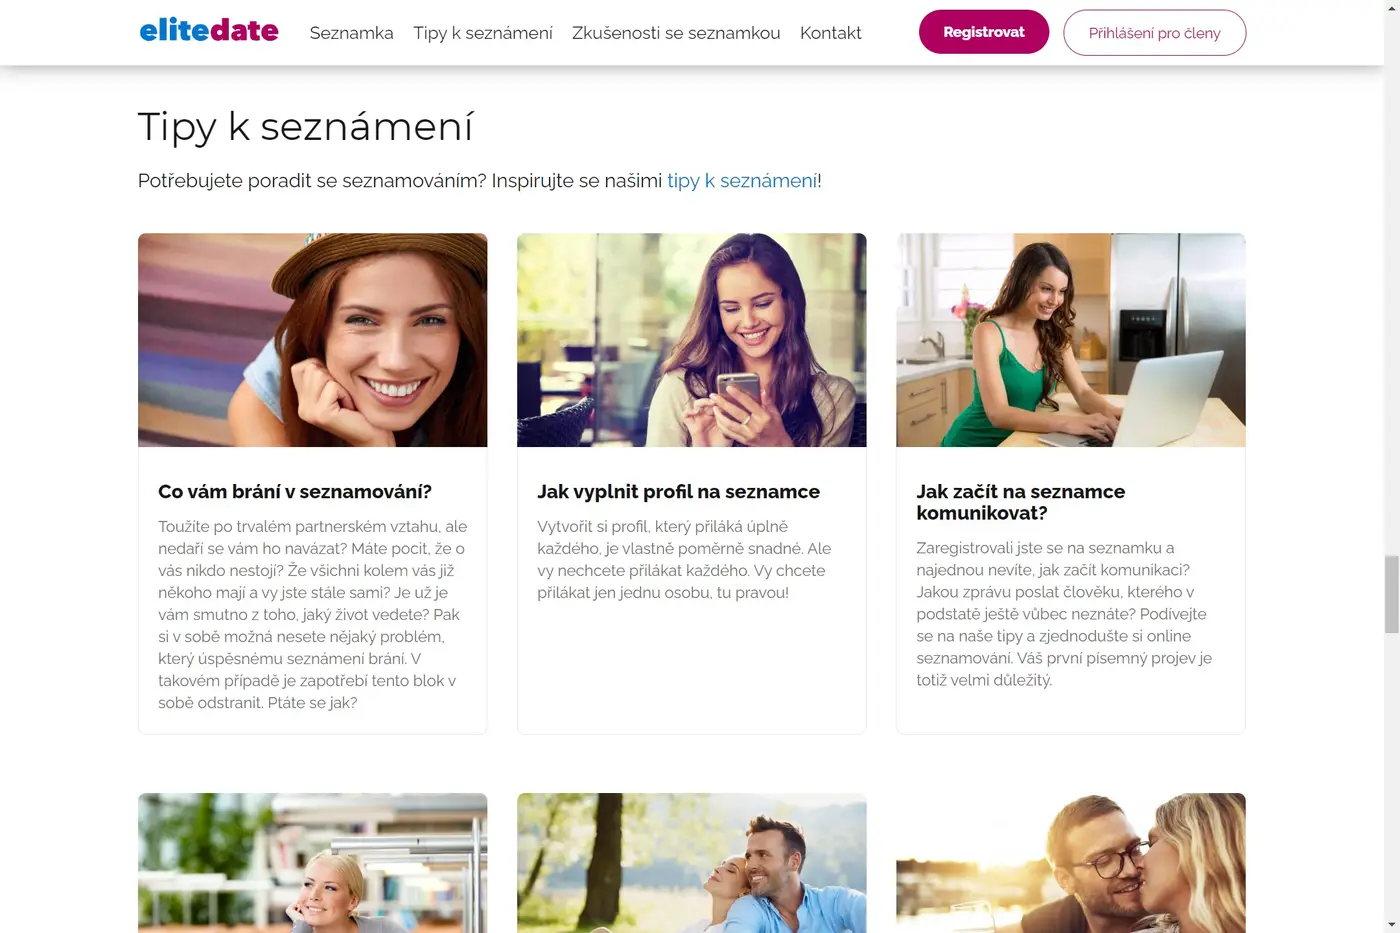 elitedate
Seznamka
Tipy k seznámení
Zkušenosti se seznamkou
Kontakt
Registrovat
Přihlášení pro členy
Tipy k seznámení
Potřebujete poradit se seznamováním? Inspirujte se našimi tipy k seznámení!
Co vám brání v seznamování?
Toužíte po trvalém partnerském vztahu, ale
nedaří se vám ho navázat? Máte pocit, že o
vás nikdo nestojí? Že všichni kolem vás již
někoho mají a vy jste stále sami? Je už je
vám smutno z toho, jaký život vedete? Pak
si v sobě možná nesete nějaký problém,
který úspěsnému seznámení brání. V
takovém případě je zapotřebí tento blok v
sobě odstranit. Ptáte se jak?
Jak vyplnit profil na seznamce
Vytvořit si profil, který přiláká úplně
každého, je vlastně poměrně snadné. Ale
vy nechcete přilákat každého. Vy chcete
přilákat jen jednu osobu, tu pravou!
Jak začít na seznamce
komunikovat?
Zaregistrovali jste se na seznamku a
najednou nevíte, jak začít komunikaci?
Jakou zprávu poslat člověku, kterého v
podstatě ještě vůbec neznáte? Podívejte
se na naše tipy a zjednodušte si online
seznamování. Váš první písemný projev je
totiž velmi důležitý.